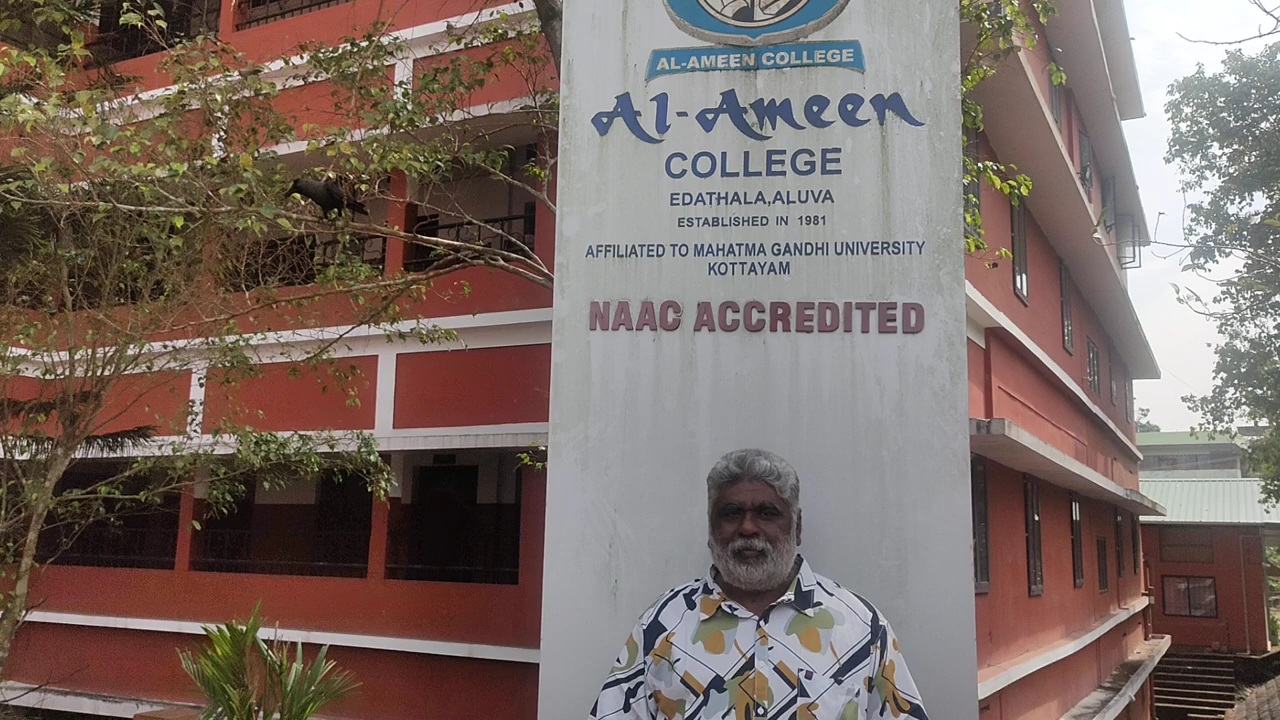 AL-AMEEN COLLEGE
Al-Ameen
COLLEGE
EDATHALA,ALUVA
ESTABLISHED IN 1981
AFFILIATED TO MAHATMA GANDHI UNIVERSITY
KOTTAYAM
NAAC ACCREDITED